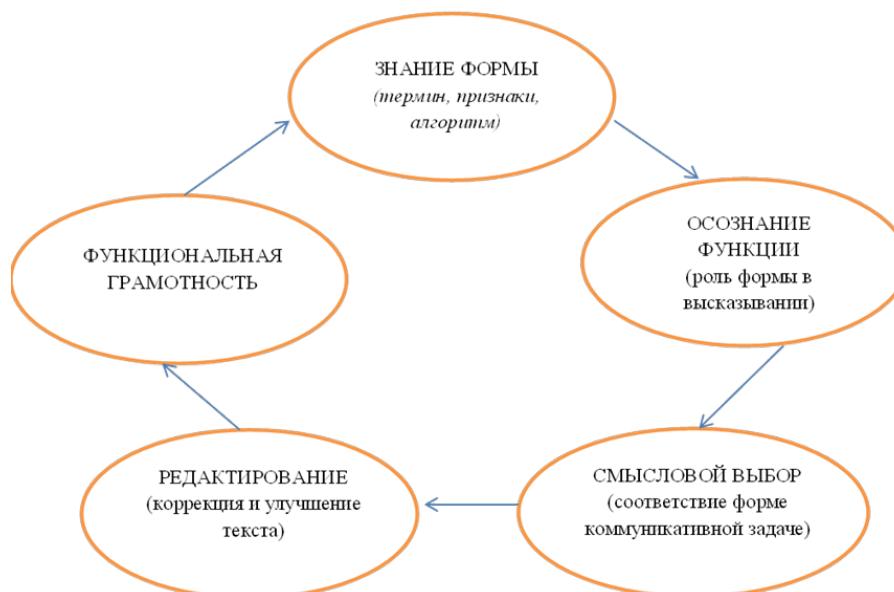 ЗНАНИЕ ФОРМЫ
(термин, признаки,
алгоритм)
ОСОЗНАНИЕ
ФУНКЦИИ
(роль формы в
высказывании)
СМЫСЛОВОЙ ВЫБОР
(соответствие форме
коммуникативной задаче)
РЕДАКТИРОВАНИЕ
(коррекция и улучшение
текста)
ФУНКЦИОНАЛЬНАЯ
ГРАМОТНОСТЬ